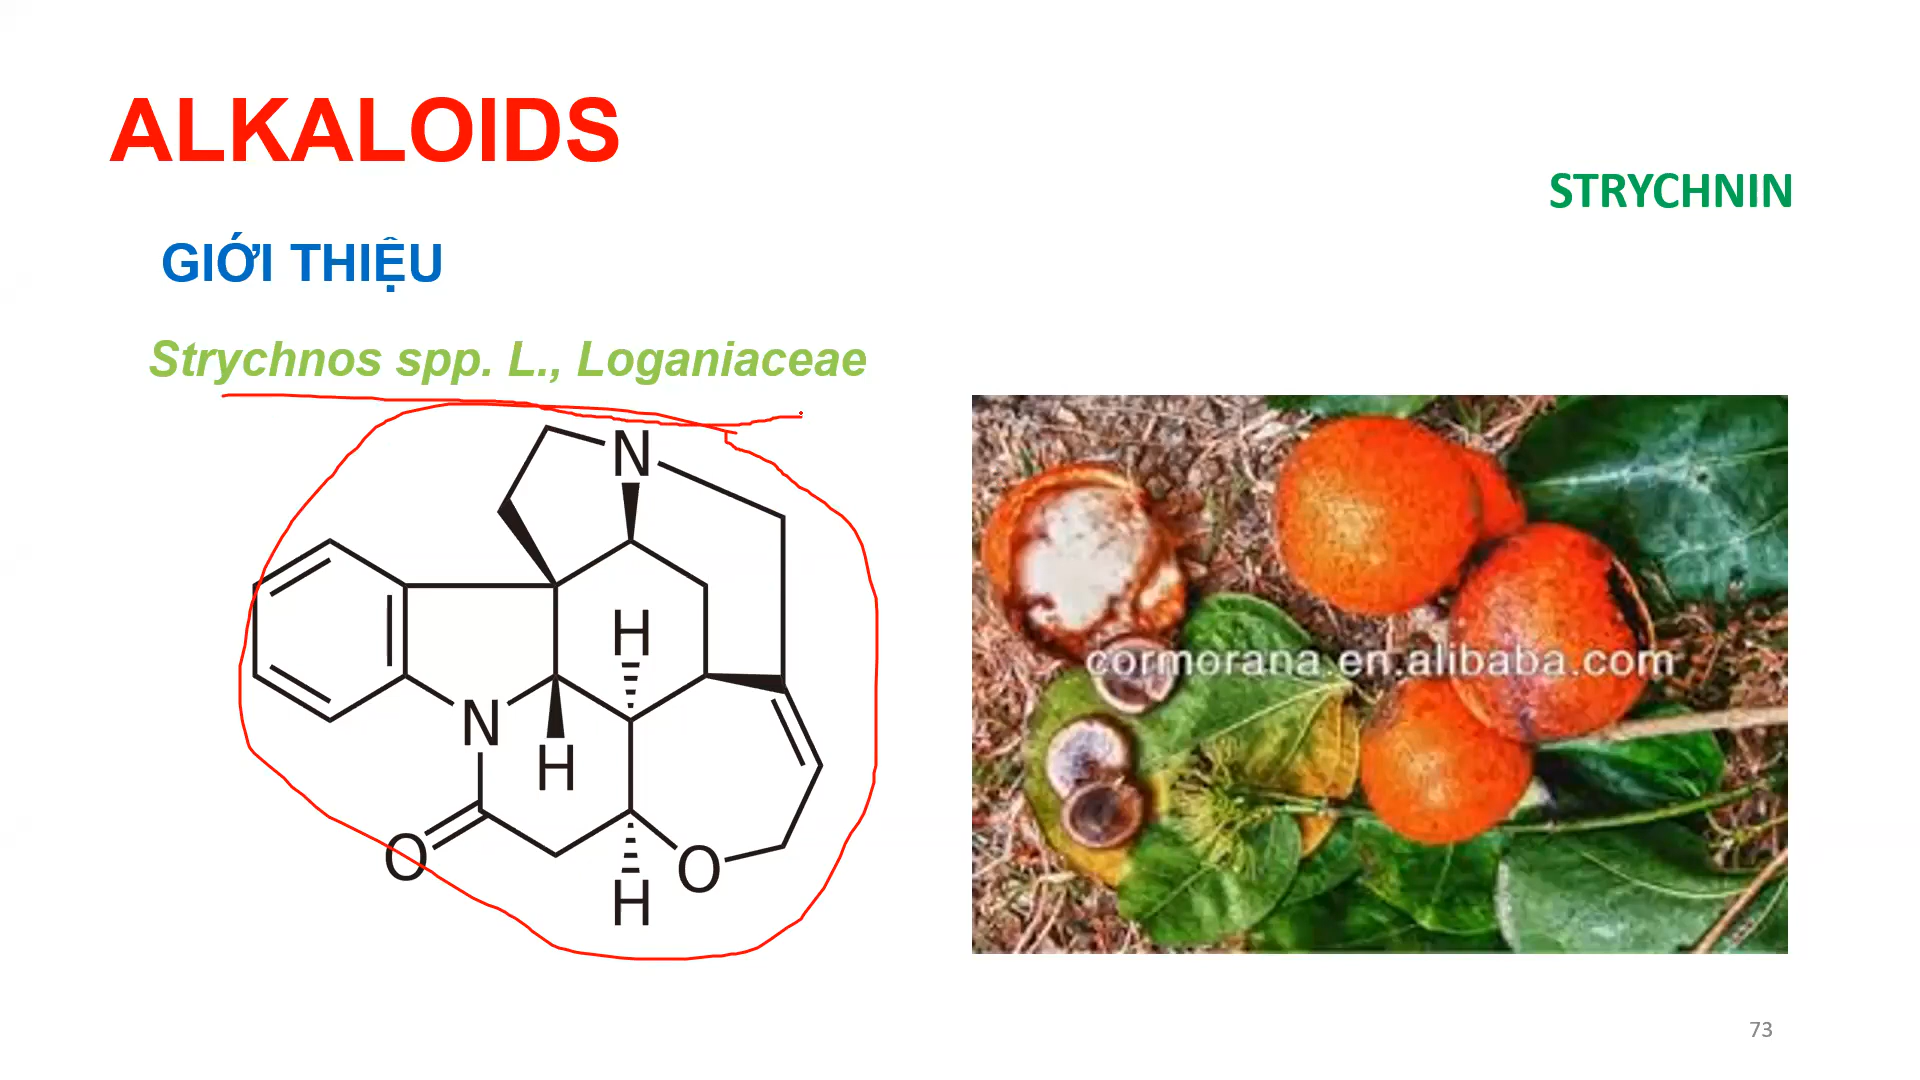 ALKALOIDS
STRYCHNIN
GIỚI THIỆU
Strychnos spp. L., Loganiaceae
N
H
N
H
O
O
H
cormorana.en.alibaba.com
73